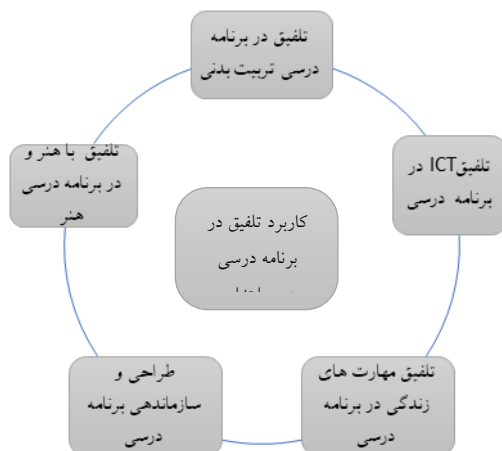 تلفیق در برنامه
درسی تربیت بدنی
تلفیقICT در
برنامه درسی
تلفیق مهارت های
زندگی در برنامه
درسی
طراحی و
سازماندهی برنامه
درسی
تلفیق با هنر و
در برنامه درسی
هنر
کاربرد تلفیق در
برنامه درسی